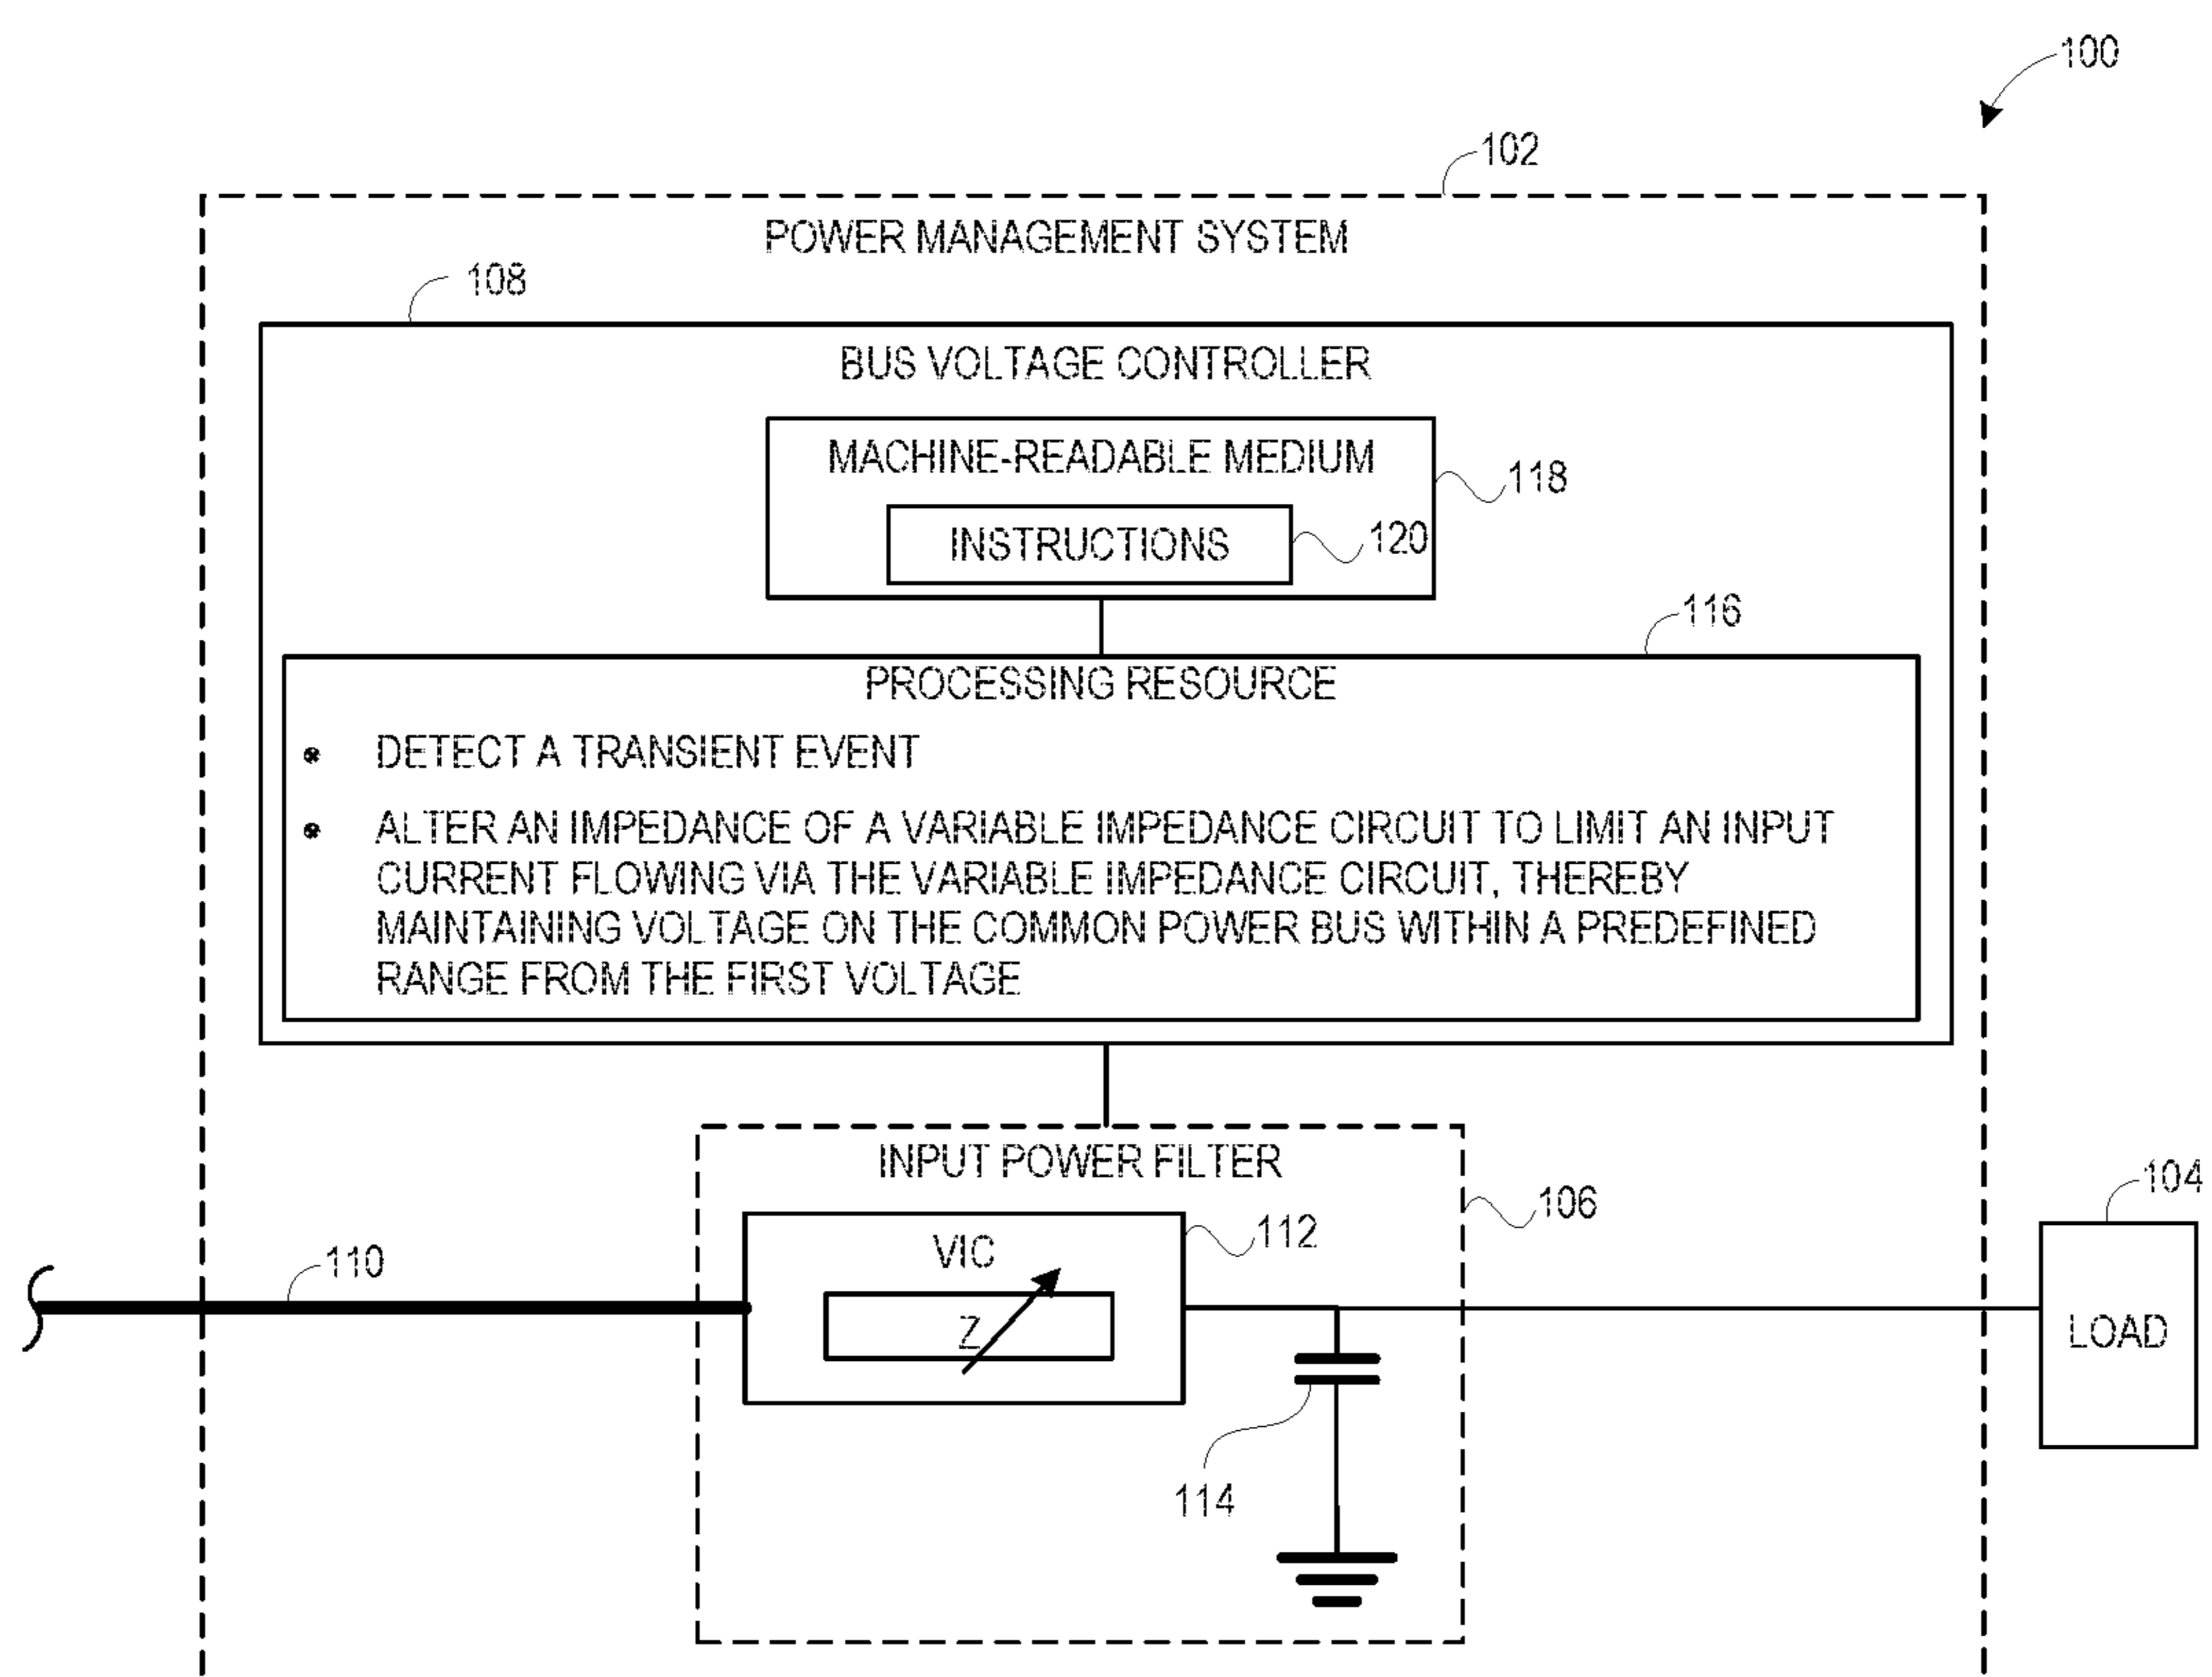 100
102
POWER MANAGEMENT SYSTEM
108
BUS VOLTAGE CONTROLLER
MACHINE-READABLE MEDIUM
118
INSTRUCTIONS
120
116
PROCESSING RESOURCE
• DETECT A TRANSIENT EVENT
• ALTER AN IMPEDANCE OF A VARIABLE IMPEDANCE CIRCUIT TO LIMIT AN INPUT
CURRENT FLOWING VIA THE VARIABLE IMPEDANCE CIRCUIT, THEREBY
MAINTAINING VOLTAGE ON THE COMMON POWER BUS WITHIN A PREDEFINED
RANGE FROM THE FIRST VOLTAGE
INPUT POWER FILTER
104
106
112
VIC
110
Z
LOAD
114